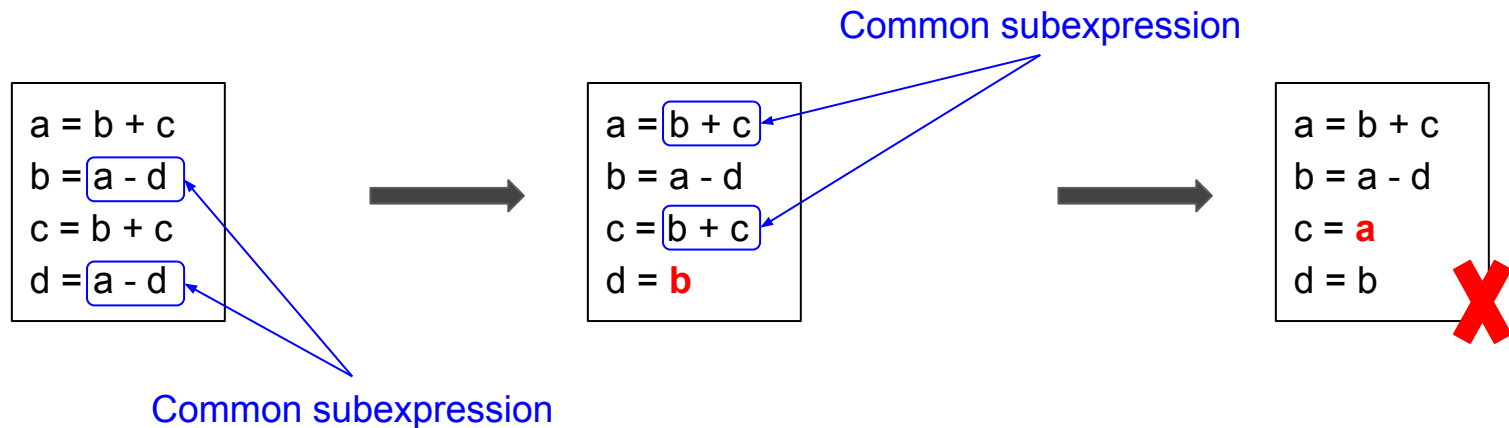 Common subexpression
a = b + c
b = a - d
c = b + c
d = a - d
a = b + c
b = a - d
c = b + c
d = b
a = b + c
b = a - d
c = a
d = b
Common subexpression